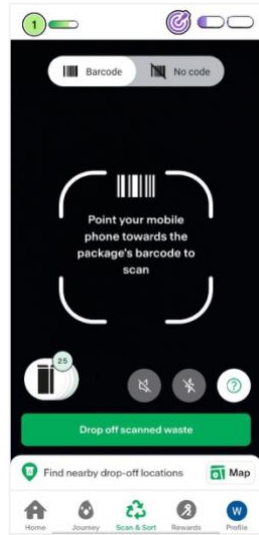 1
Barcode
No code
Point your mobile
phone towards the
package's barcode to
scan
25
Drop off scanned waste
Find nearby drop-off locations
Map
Home
Journey
Scan & Sort
Rewards
W
Profile